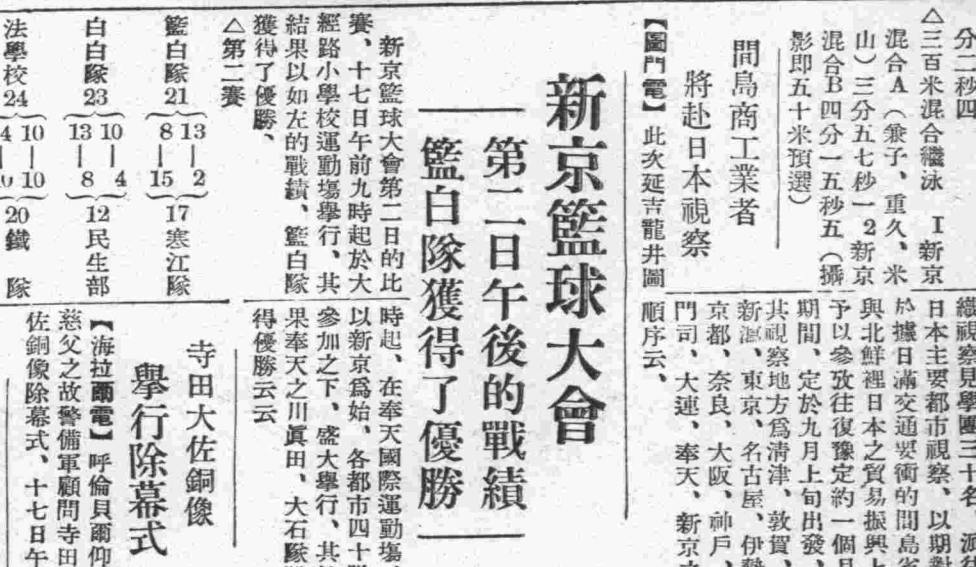 分二秒四
△三百米混合繼泳　I新京
混合A（兼子、重久、米
山）三分五七秒一2新京
混合B四分一五秒五（攝
影即五十米預選）
間島商工業者
將赴日本視察
【圖門電】此次延吉龍井圖
日本主要都市視察、以期對
於據日滿交通要衝的間島省
與北鮮裡日本之貿易振興上
予以參攷往復豫定約一個月
期間、定於九月上旬出發、
其視察地方爲淸津、敦賀、
新潟、東京、名古屋、伊勢
京都、奈良、大阪、神戶、
門司、大連、奉天、新京之
順序云、
新京籃球大會
第二日午後的戰績
籃白隊獲得了優勝
新京籃球大會第二日的比
賽、十七日午前九時起於大
經路小學校運動塲舉行、其
結果以如左的戰績、籃白隊
獲得了優勝、
△第二賽
籃白隊21 8 13 15 2 17寒江隊
白白隊23 13 10 8 4 12民生部
法學校24 4 10 10 10 20鐵　隊
時起、在奉天國際運動塲、
以新京爲始、各都市四十隊
參加之下、盛大舉行、其結
果奉天之川眞田、大石隊
得優勝云云
寺田大佐銅像
舉行除幕式
【海拉爾電】呼倫貝爾仰
慈父之故警備軍顧問寺田
佐銅像除幕式、十七日午